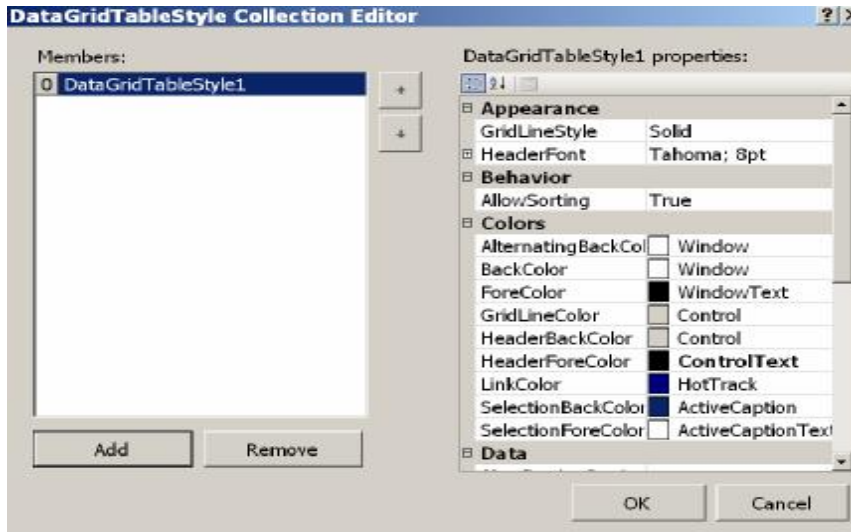 DataGridTableStyle Collection Editor
Members:
0 DataGridTableStyle1
Add
Remove
DataGridTableStyle1 properties:
Appearance
GridLineStyle Solid
HeaderFont Tahoma; 8pt
Behavior
AllowSorting True
Colors
AlternatingBackCol Window
BackColor Window
ForeColor WindowText
GridLineColor Control
HeaderBackColor Control
HeaderForeColor ControlText
LinkColor HotTrack
SelectionBackColor ActiveCaption
SelectionForeColor ActiveCaptionText
Data
OK
Cancel